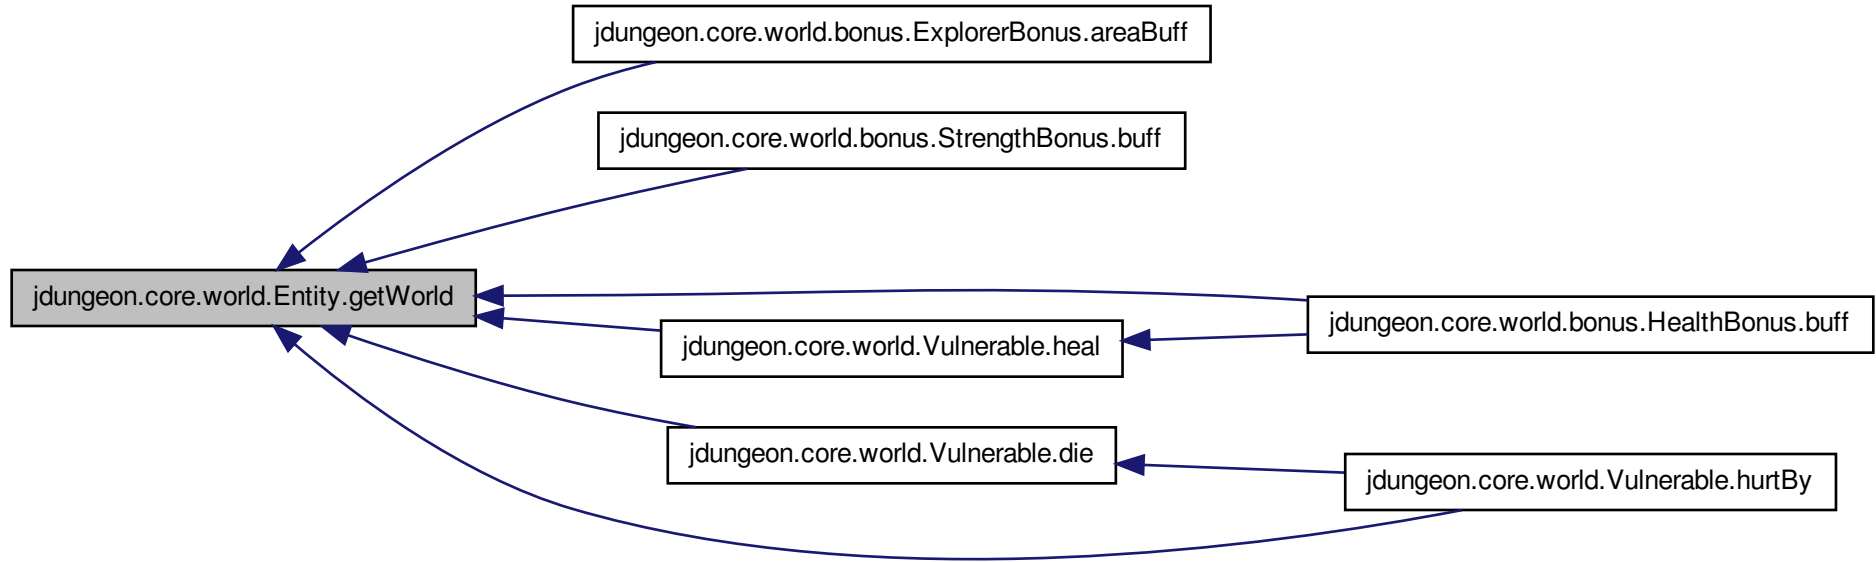 jdungeon.core.world.bonus.ExplorerBonus.areaBuff
jdungeon.core.world.bonus.StrengthBonus.buff
jdungeon.core.world.Entity.getWorld
jdungeon.core.world.bonus.HealthBonus.buff
jdungeon.core.world.Vulnerable.heal
jdungeon.core.world.Vulnerable.die
jdungeon.core.world.Vulnerable.hurtBy